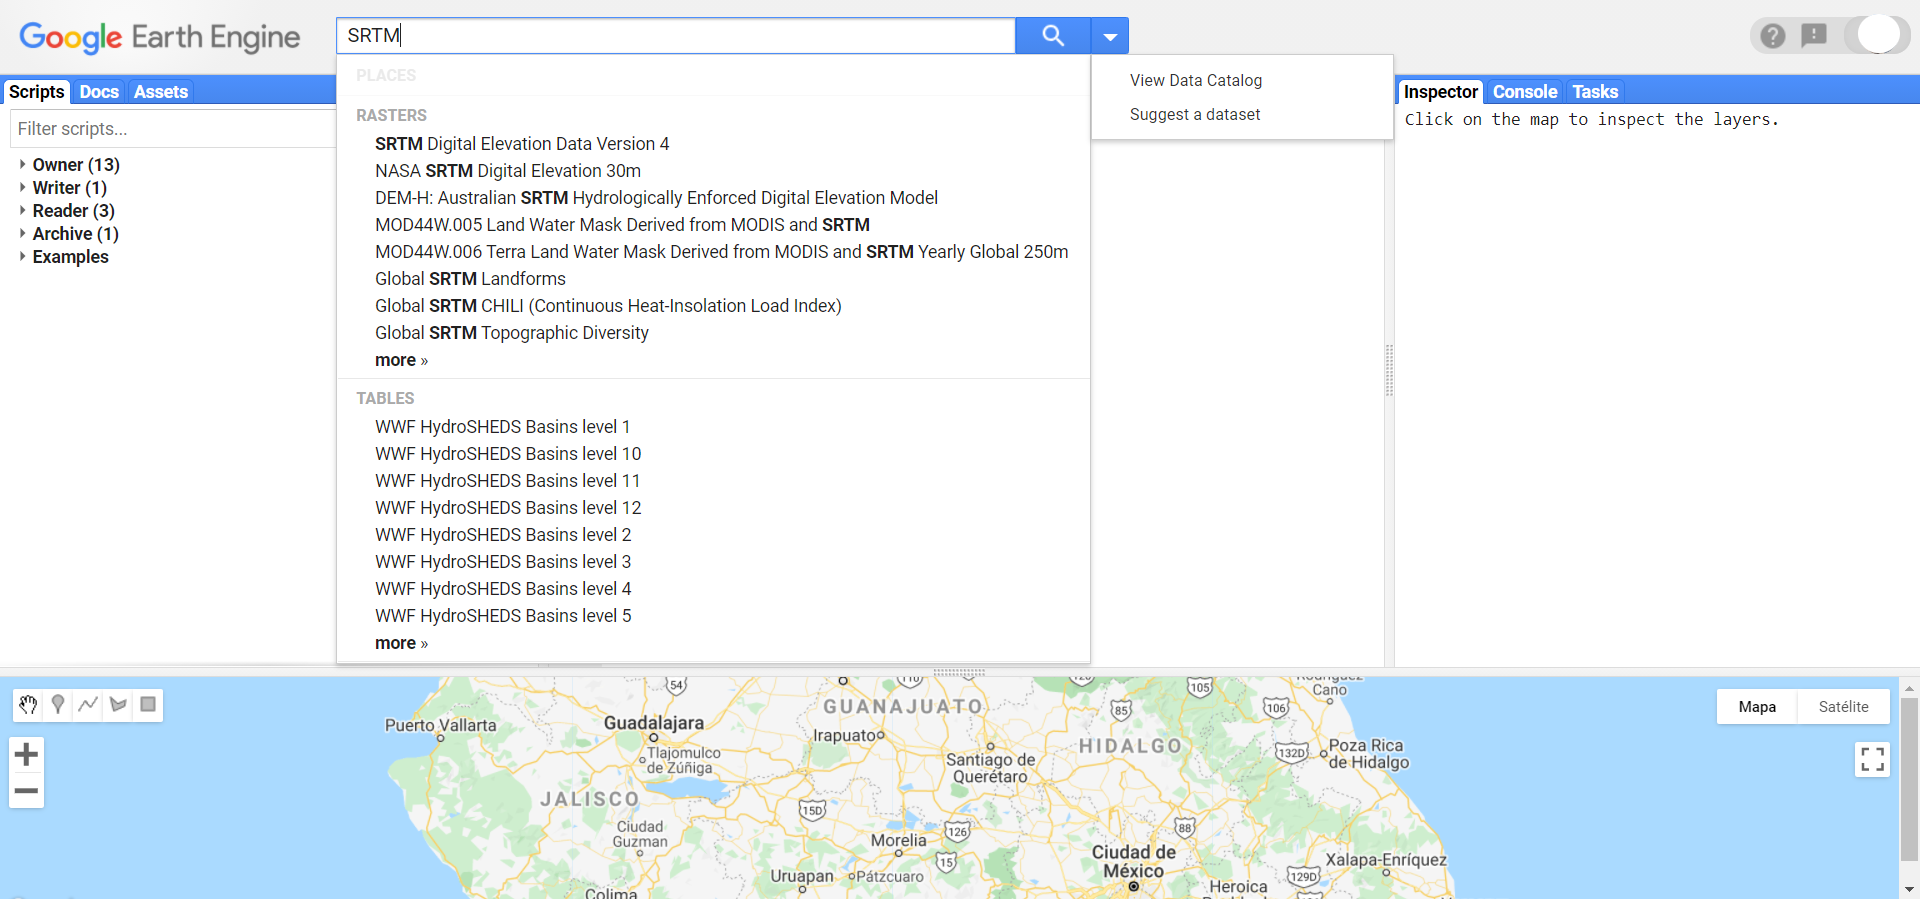 Google Earth Engine
SRTM
View Data Catalog
Suggest a dataset
Scripts Docs Assets
Filter scripts...
Owner (13)
Writer (1)
Reader (3)
Archive (1)
Examples
PLACES
RASTERS
SRTM Digital Elevation Data Version 4
NASA SRTM Digital Elevation 30m
DEM-H: Australian SRTM Hydrologically Enforced Digital Elevation Model
MOD44W.005 Land Water Mask Derived from MODIS and SRTM
MOD44W.006 Terra Land Water Mask Derived from MODIS and SRTM Yearly Global 250m
Global SRTM Landforms
Global SRTM CHILI (Continuous Heat-Insolation Load Index)
Global SRTM Topographic Diversity
more »
TABLES
WWF HydroSHEDS Basins level 1
WWF HydroSHEDS Basins level 10
WWF HydroSHEDS Basins level 11
WWF HydroSHEDS Basins level 12
WWF HydroSHEDS Basins level 2
WWF HydroSHEDS Basins level 3
WWF HydroSHEDS Basins level 4
WWF HydroSHEDS Basins level 5
more »
Inspector Console Tasks
Click on the map to inspect the layers.
Mapa Satélite
54
110
105
Cano
Puerto Vallarta
Guadalajara
GUANAJUATO
85
106
Irapuato
Tlajomulco
de Zúñiga
Santiago de
Querétaro
HIDALGO
132D
Poza Rica
de Hidalgo
JALISCO
15D
Ciudad
Guzman
126
88
Morelia
15
Ciudad de
México
Xalapa-Enríquez
Uruapan
Pátzcuaro
129D
Heroica
Colima